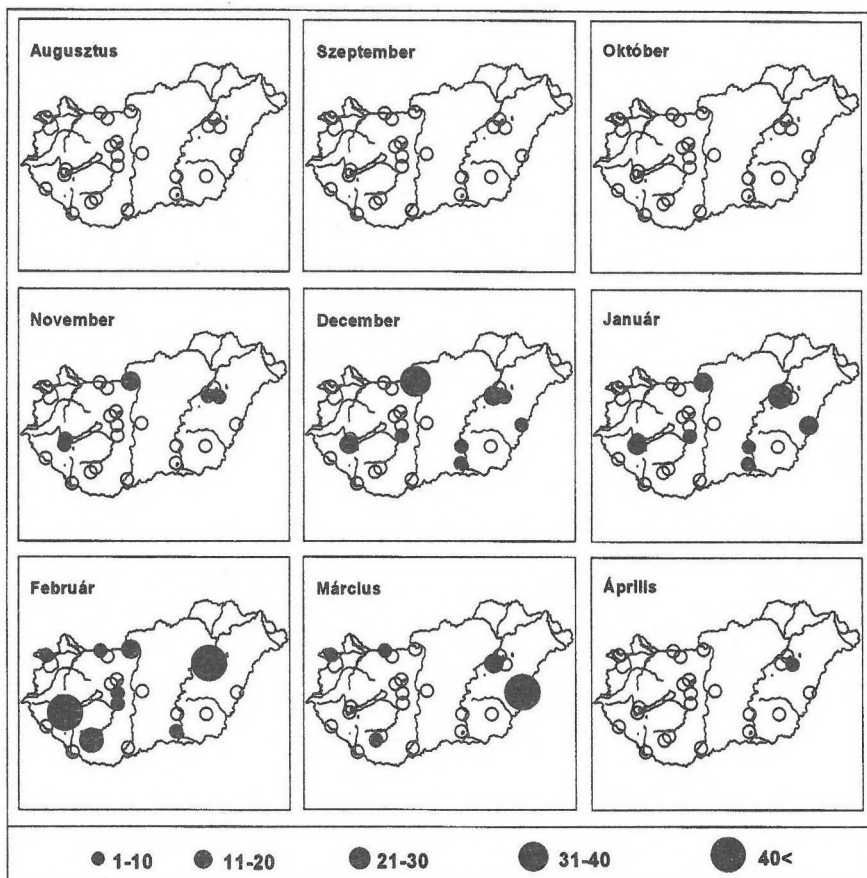 Augusztus
Szeptember
Október
November
December
Január
Február
Március
Április
1-10
11-20
21-30
31-40
40<